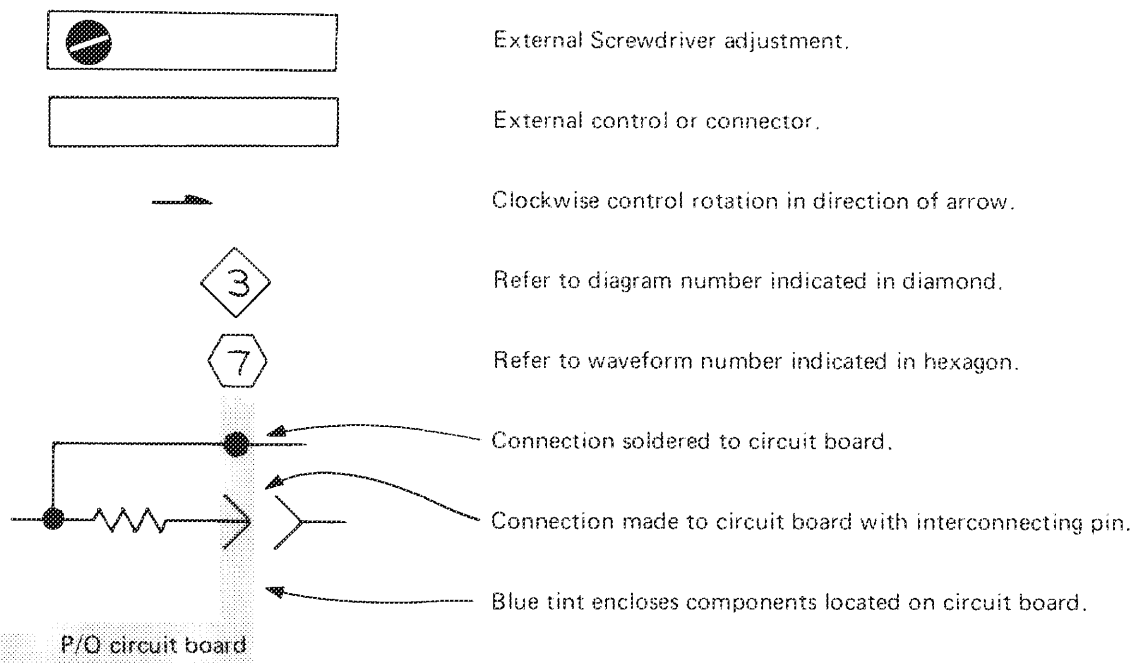 External Screwdriver adjustment.
External control or connector.
Clockwise control rotation in direction of arrow.
3
Refer to diagram number indicated in diamond.
7
Refer to waveform number indicated in hexagon.
Connection soldered to circuit board.
Connection made to circuit board with interconnecting pin.
Blue tint encloses components located on circuit board.
P/O circuit board